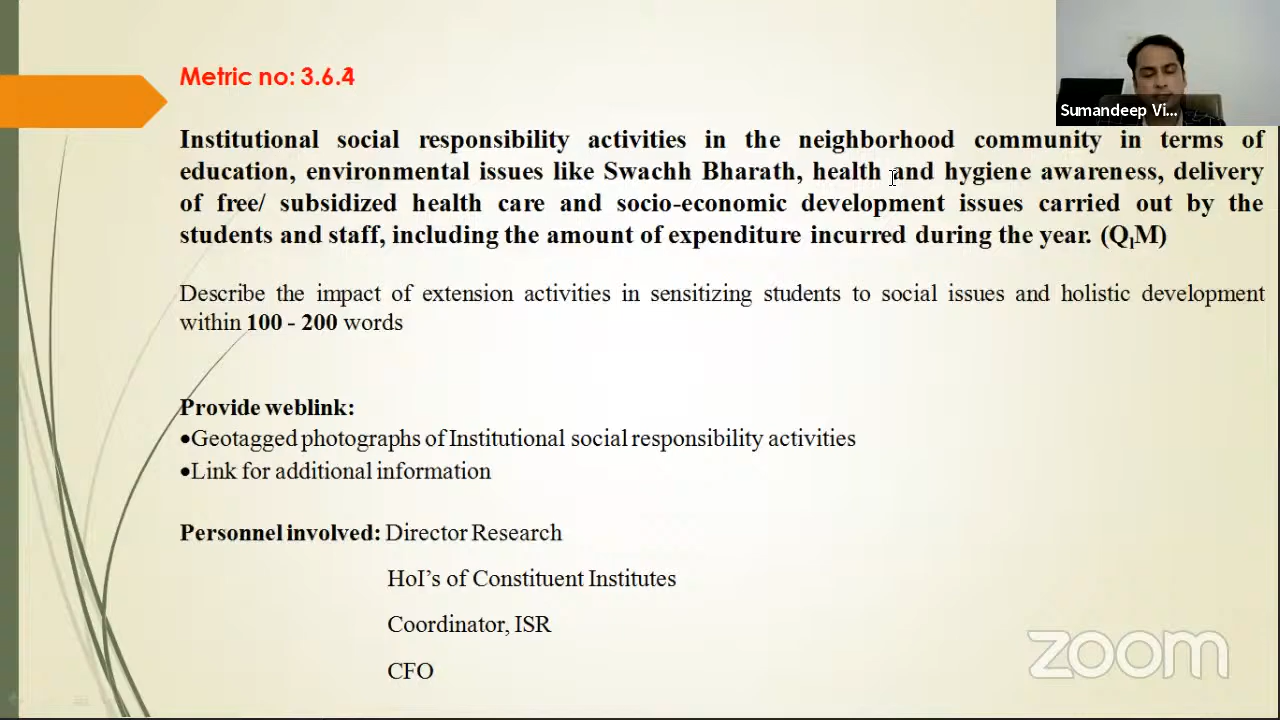 Metric no: 3.6.4
Sumandeep Vi...
Institutional social responsibility activities in the neighborhood community in terms of
education, environmental issues like Swachh Bharath, health and hygiene awareness, delivery
of free/ subsidized health care and socio-economic development issues carried out by the
students and staff, including the amount of expenditure incurred during the year. (QlM)
Describe the impact of extension activities in sensitizing students to social issues and holistic development
within 100 - 200 words
Provide weblink:
•Geotagged photographs of Institutional social responsibility activities
•Link for additional information
Personnel involved: Director Research
HoI's of Constituent Institutes
Coordinator, ISR
CFO
zoom